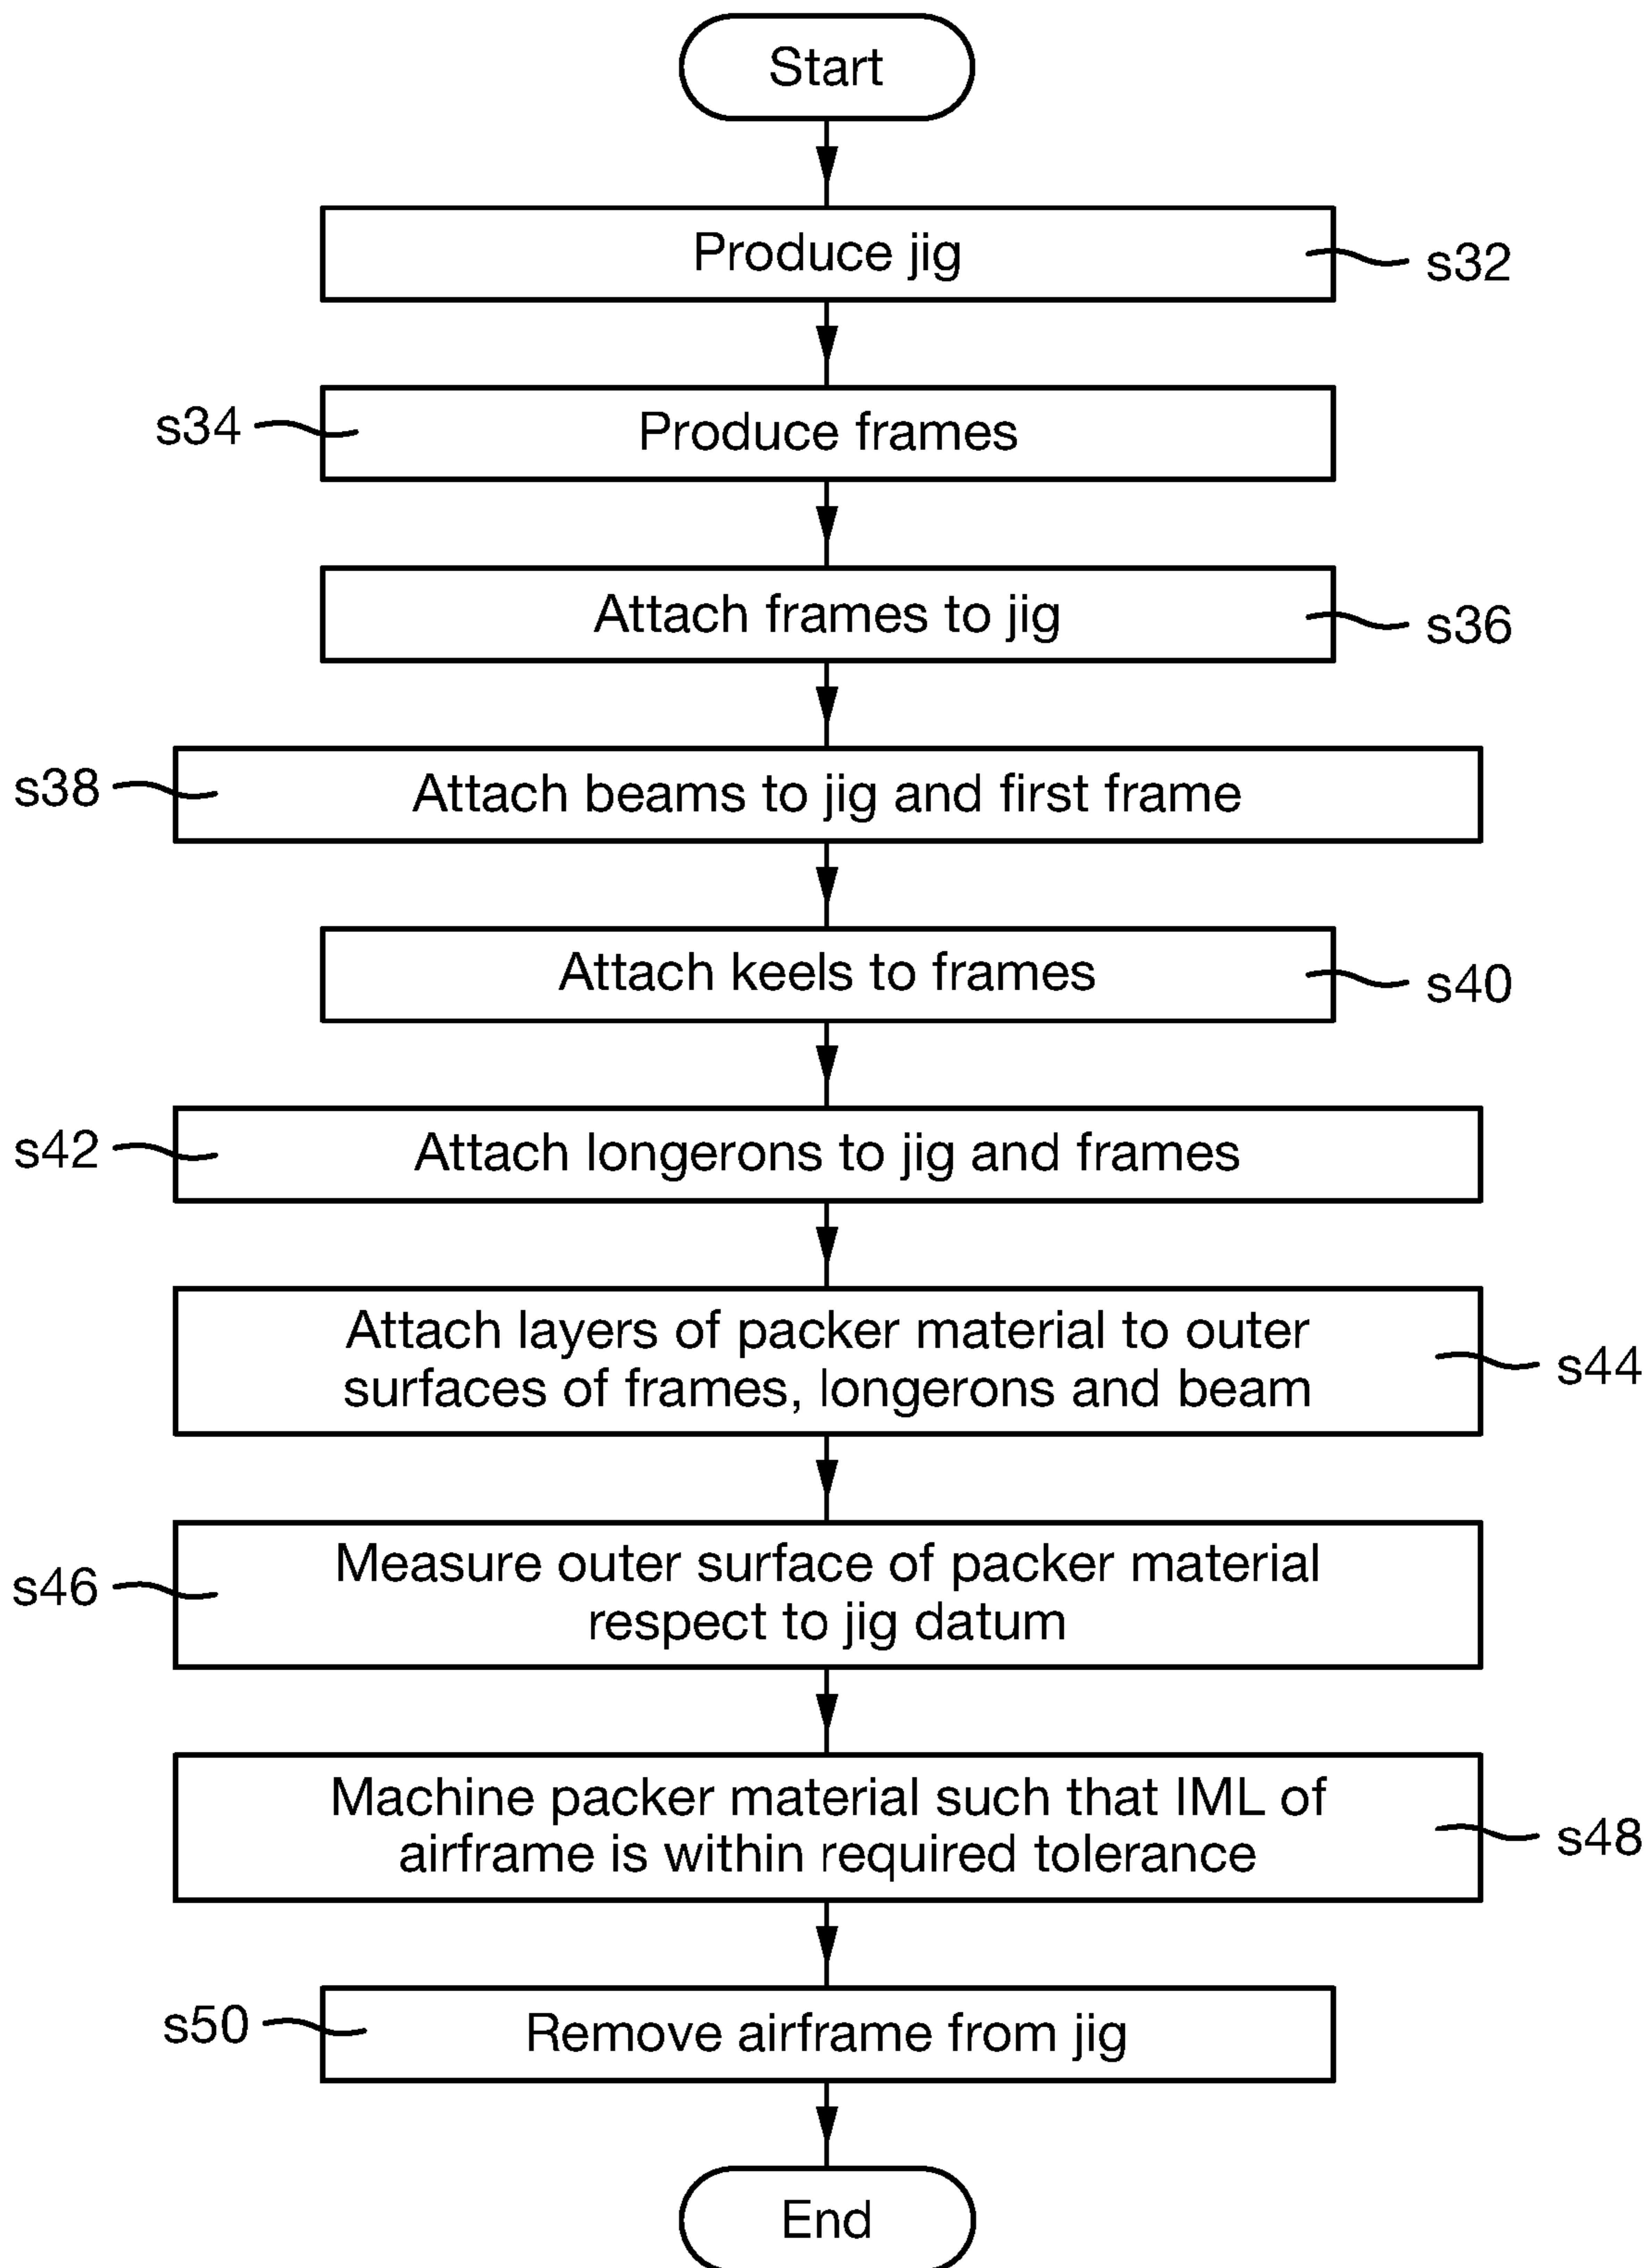 Start
Produce jig
s32
s34
Produce frames
Attach frames to jig
s36
s38
Attach beams to jig and first frame
Attach keels to frames
s40
s42
Attach longerons to jig and frames
Attach layers of packer material to outer
surfaces of frames, longerons and beam
s44
s46
Measure outer surface of packer material
respect to jig datum
Machine packer material such that IML of
airframe is within required tolerance
s48
s50
Remove airframe from jig
End